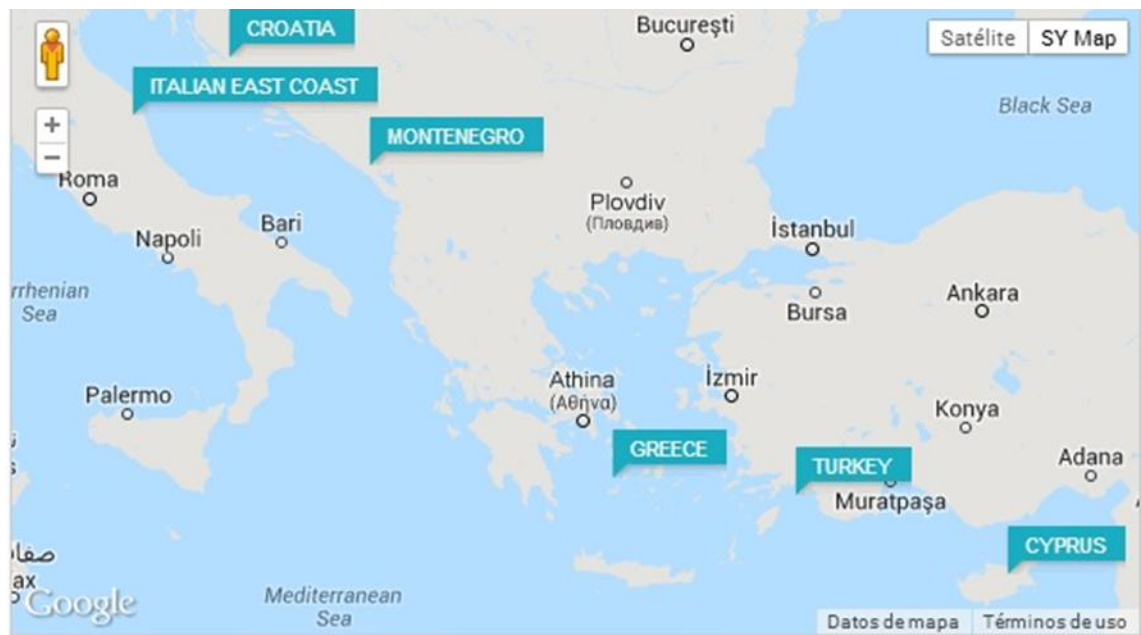 CROATIA
București
Satélite
SY Map
ITALIAN EAST COAST
Black Sea
+
MONTENEGRO
−
Roma
Plovdiv
(Пловдив)
Bari
İstanbul
Napoli
rrhenian
Sea
Ankara
Bursa
Athina
(Αθήνα)
İzmir
Palermo
Konya
GREECE
TURKEY
Adana
Muratpaşa
CYPRUS
صفاق
ax
Google
Mediterranean
Sea
Datos de mapa
Términos de uso